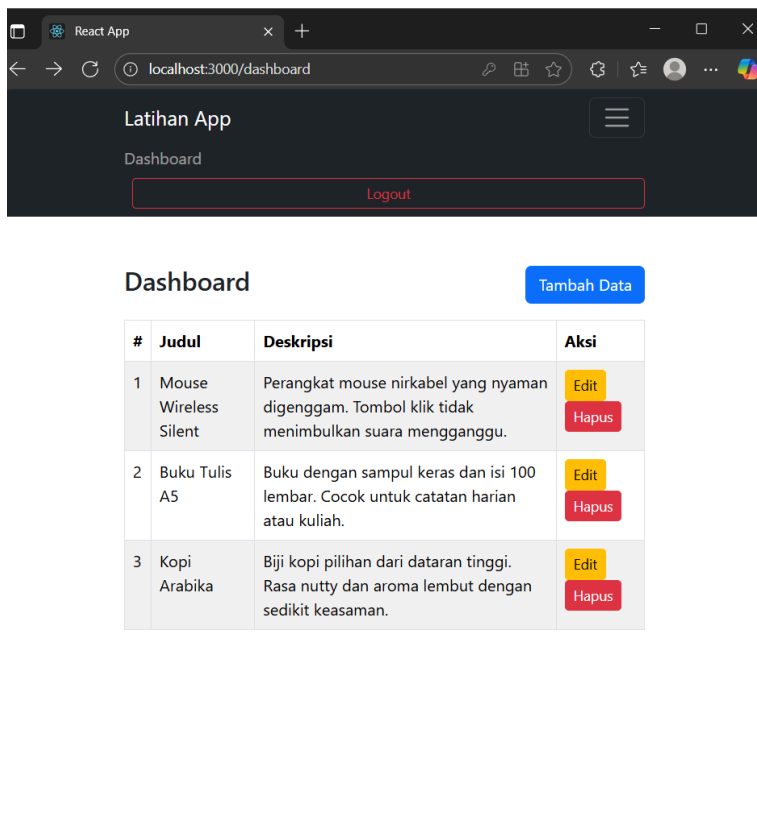 React App
localhost:3000/dashboard
Latihan App
Dashboard
Logout
Dashboard
Tambah Data
# Judul Deskripsi Aksi
1 Mouse Perangkat mouse nirkabel yang nyaman Edit
Wireless digenggam. Tombol klik tidak Hapus
Silent menimbulkan suara mengganggu.
2 Buku Tulis Buku dengan sampul keras dan isi 100 Edit
A5 lembar. Cocok untuk catatan harian Hapus
atau kuliah.
3 Kopi Biji kopi pilihan dari dataran tinggi. Edit
Arabika Rasa nutty dan aroma lembut dengan Hapus
sedikit keasaman.